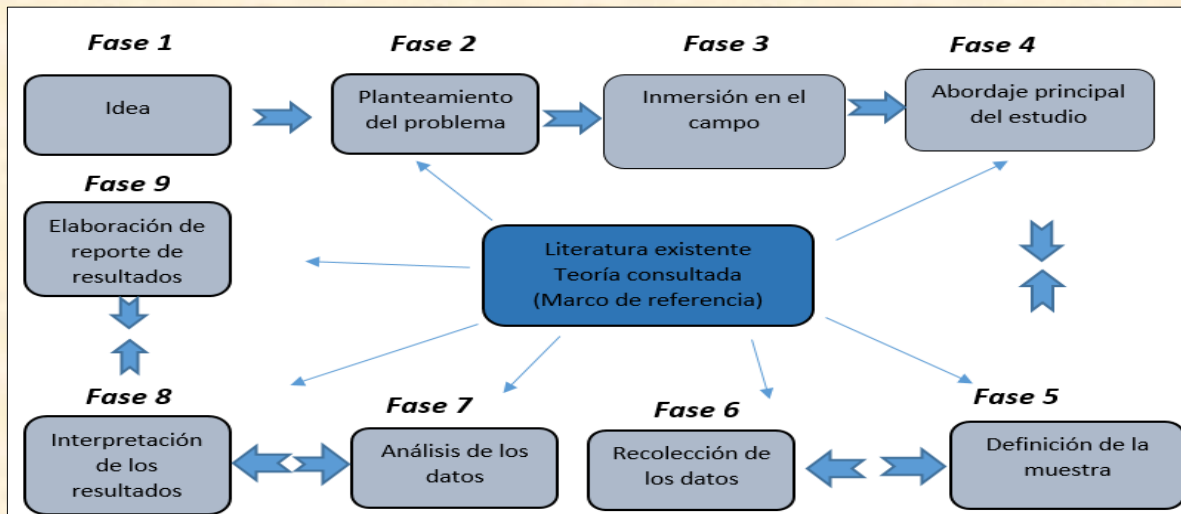 Fase 1
Idea
Fase 2
Planteamiento
del problema
Fase 3
Inmersión en el
campo
Fase 4
Abordaje principal
del estudio
Fase 9
Elaboración de
reporte de
resultados
Literatura existente
Teoría consultada
(Marco de referencia)
Fase 8
Interpretación
de los
resultados
Fase 7
Análisis de los
datos
Fase 6
Recolección de
los datos
Fase 5
Definición de la
muestra